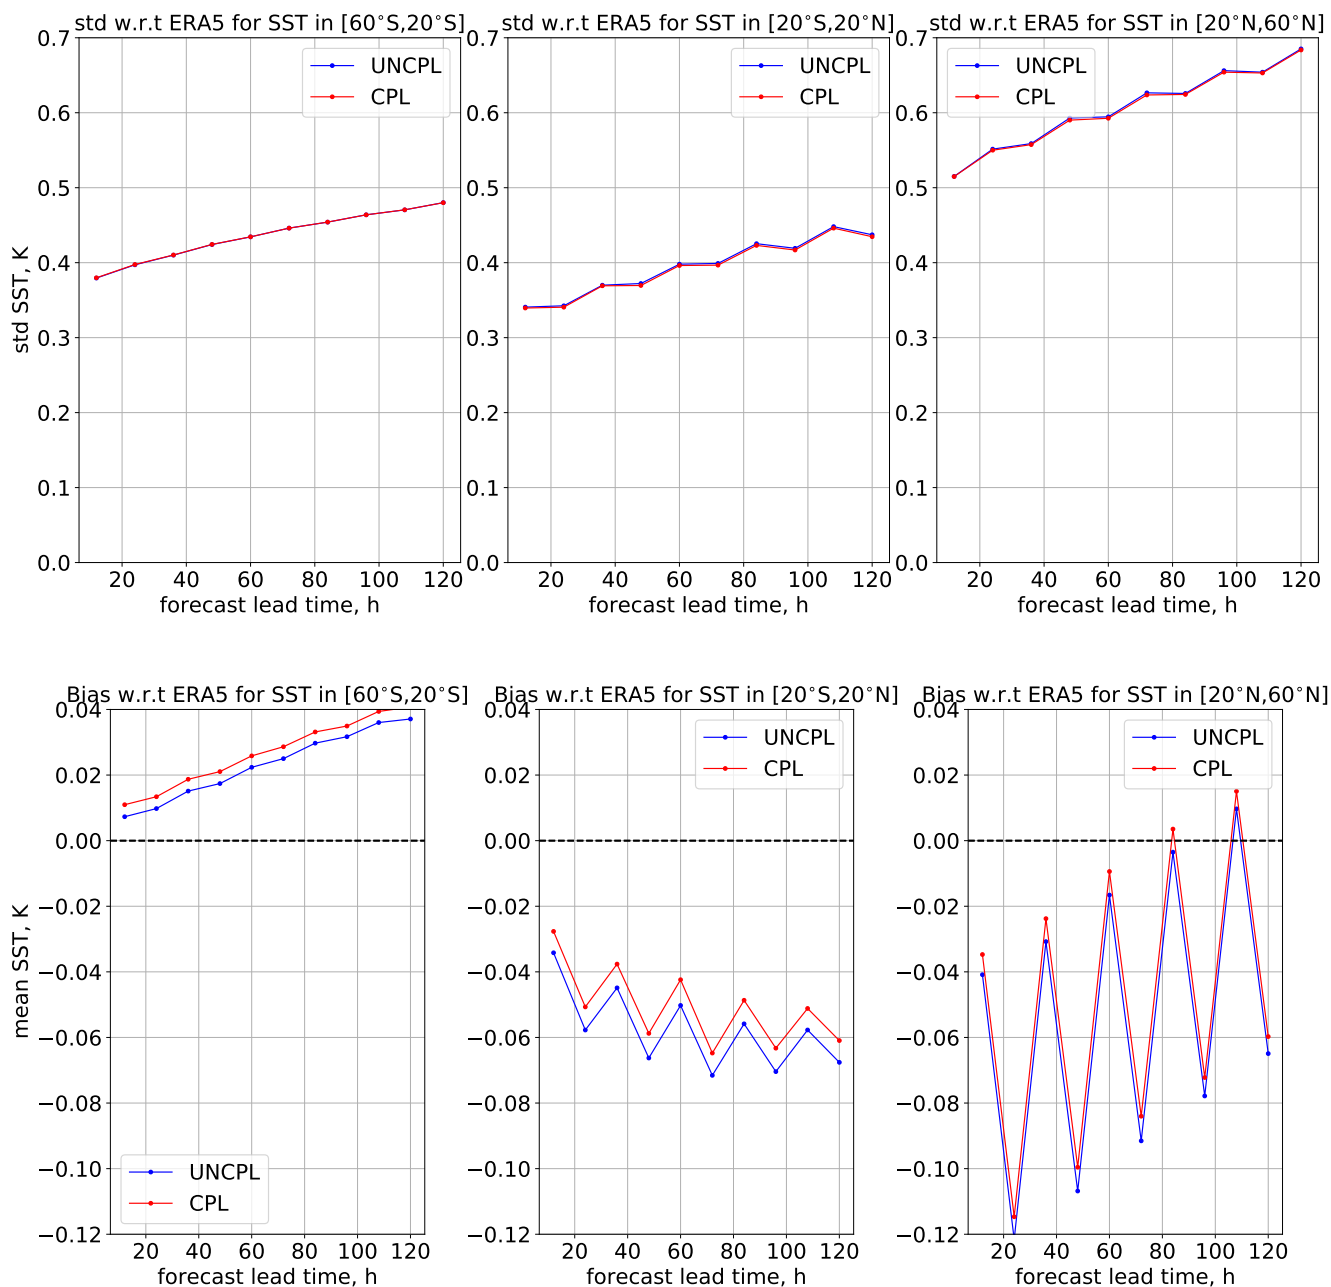 std w.r.t ERA5 for SST in [60°S,20°S]
std w.r.t ERA5 for SST in [20°S,20°N]
std w.r.t ERA5 for SST in [20°N,60°N]
0.7
0.6
0.5
0.4
0.3
0.2
0.1
0.0
std SST, K
UNCPL
CPL
20 40 60 80 100 120
forecast lead time, h
0.7
0.6
0.5
0.4
0.3
0.2
0.1
0.0
UNCPL
CPL
20 40 60 80 100 120
forecast lead time, h
0.7
0.6
0.5
0.4
0.3
0.2
0.1
0.0
UNCPL
CPL
20 40 60 80 100 120
forecast lead time, h
Bias w.r.t ERA5 for SST in [60°S,20°S]
Bias w.r.t ERA5 for SST in [20°S,20°N]
Bias w.r.t ERA5 for SST in [20°N,60°N]
0.04
0.02
0.00
−0.02
−0.04
−0.06
−0.08
−0.10
−0.12
mean SST, K
UNCPL
CPL
20 40 60 80 100 120
forecast lead time, h
0.04
0.02
0.00
−0.02
−0.04
−0.06
−0.08
−0.10
−0.12
UNCPL
CPL
20 40 60 80 100 120
forecast lead time, h
0.04
0.02
0.00
−0.02
−0.04
−0.06
−0.08
−0.10
−0.12
UNCPL
CPL
20 40 60 80 100 120
forecast lead time, h